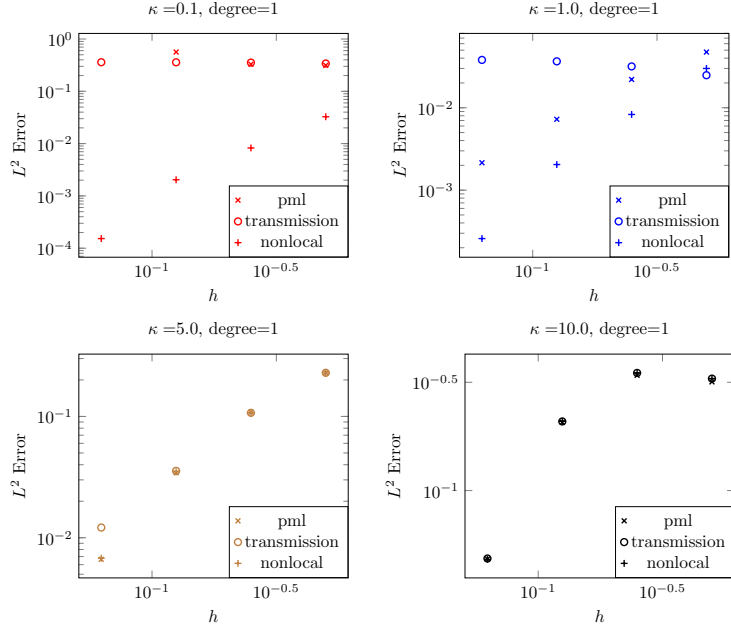 κ =0.1, degree=1
10^0
10^−1
10^−2
10^−3
10^−4
L^2 Error
pml
transmission
nonlocal
10^−1
10^−0.5
h
κ =1.0, degree=1
10^−2
10^−3
L^2 Error
pml
transmission
nonlocal
10^−1
10^−0.5
h
κ =5.0, degree=1
10^−1
10^−2
L^2 Error
pml
transmission
nonlocal
10^−1
10^−0.5
h
κ =10.0, degree=1
10^−0.5
10^−1
L^2 Error
pml
transmission
nonlocal
10^−1
10^−0.5
h